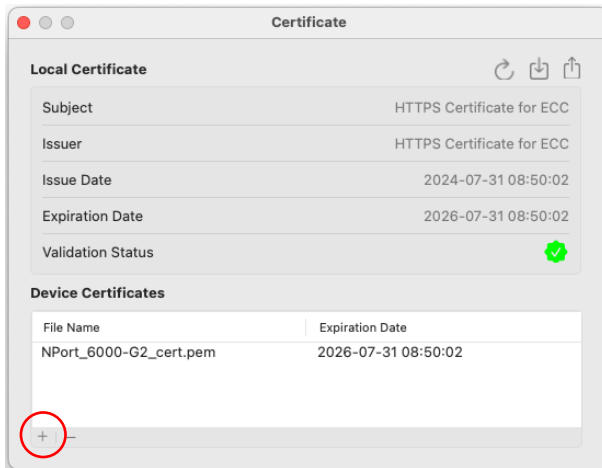 Certificate
Local Certificate
Subject HTTPS Certificate for ECC
Issuer HTTPS Certificate for ECC
Issue Date 2024-07-31 08:50:02
Expiration Date 2026-07-31 08:50:02
Validation Status
Device Certificates
File Name Expiration Date
NPort_6000-G2_cert.pem 2026-07-31 08:50:02
+ −